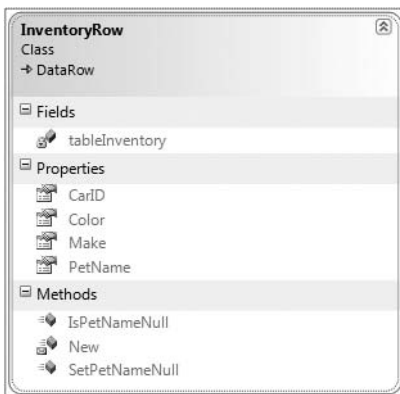 InventoryRow
Class
DataRow
Fields
tableInventory
Properties
CarID
Color
Make
PetName
Methods
IsPetNameNull
New
SetPetNameNull